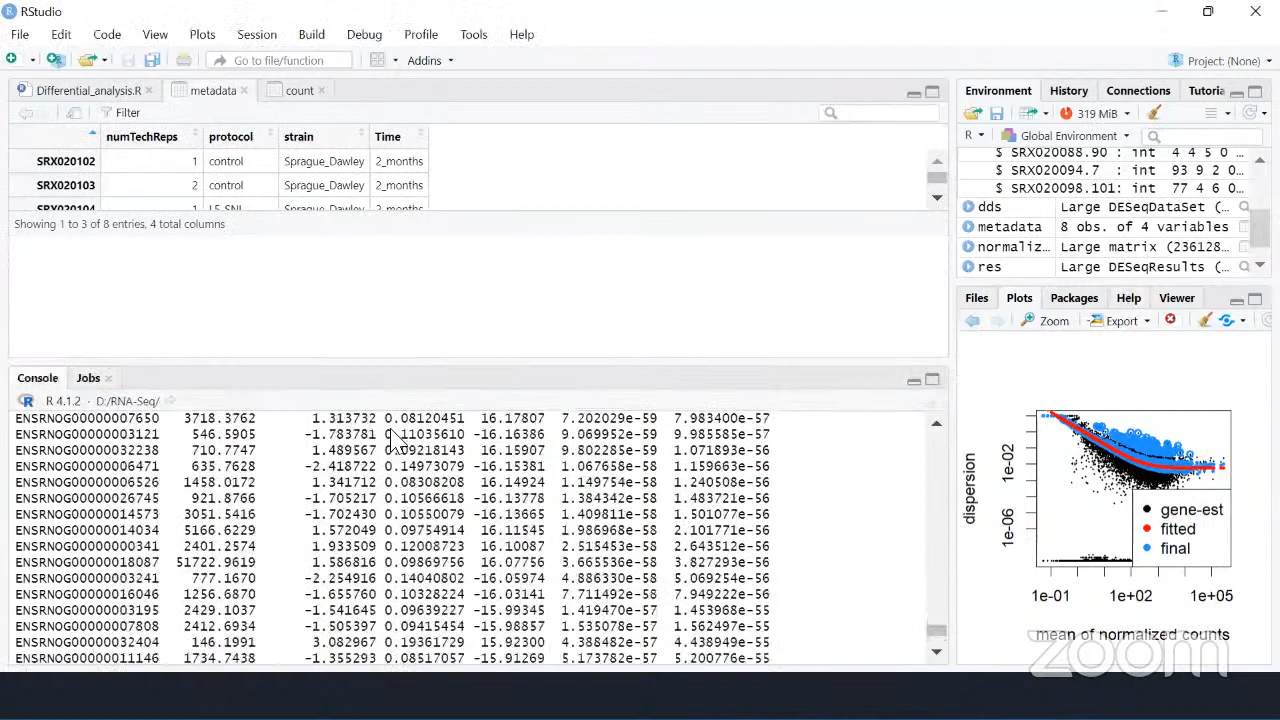 RStudio
File Edit Code View Plots Session Build Debug Profile Tools Help
Go to file/function Addins Project: (None)
Differential_analysis.R metadata count
Filter
numTechReps protocol strain Time
SRX020102 1 control Sprague_Dawley 2_months
SRX020103 2 control Sprague_Dawley 2_months
SRX020104 1 L5_SNL Sprague_Dawley 2_months
Showing 1 to 3 of 8 entries, 4 total columns
Console Jobs
R 4.1.2 · D:/RNA-Seq/
ENSRNOG00000007650 3718.3762 1.313732 0.08120451 16.17807 7.202029e-59 7.983400e-57
ENSRNOG00000003121 546.5905 -1.783781 0.11035610 -16.16386 9.069952e-59 9.985585e-57
ENSRNOG00000032238 710.7747 1.489567 16.15907 9.802285e-59 1.071893e-56
ENSRNOG00000006471 635.7628 -2.418722 0.14973072 -16.15381 1.067658e-58 1.159663e-56
ENSRNOG00000006526 1458.0172 1.341712 0.08308208 16.14924 1.149754e-58 1.240508e-56
ENSRNOG00000026745 921.8766 -1.705217 0.10566618 -16.13778 1.384342e-58 1.483721e-56
ENSRNOG00000014573 3051.5416 -1.702430 0.10550079 -16.13665 1.409811e-58 1.501077e-56
ENSRNOG00000014034 5166.6229 1.572049 0.09754914 16.11545 1.986968e-58 2.101771e-56
ENSRNOG00000000341 2401.2574 1.933509 0.12008723 16.10087 2.515453e-58 2.643512e-56
ENSRNOG00000018087 51722.9619 1.586616 0.09868756 16.07756 3.665536e-58 3.827293e-56
ENSRNOG00000003241 777.1670 -2.254916 0.14040802 -16.05974 4.886330e-58 5.069254e-56
ENSRNOG00000016046 1256.6870 -1.655760 0.10328224 -16.03141 7.711492e-58 7.949222e-56
ENSRNOG00000003195 2429.1037 -1.541645 0.09639227 -15.99345 1.419470e-57 1.453968e-55
ENSRNOG00000007808 2412.6934 -1.505397 0.09415454 -15.98857 1.535078e-57 1.562497e-55
ENSRNOG00000032404 146.1991 3.082967 0.19361729 15.92300 4.388482e-57 4.438949e-55
ENSRNOG00000011146 1734.7438 -1.355293 0.08517057 -15.91269 5.173782e-57 5.200776e-55
Environment History Connections Tutoria
319 MiB
R Global Environment
$ SRX020088.90 : int 4 4 5 0 ...
$ SRX020094.7 : int 93 9 2 0...
$ SRX020098.101: int 77 4 6 0...
dds Large DESeqDataSet (...
metadata 8 obs. of 4 variables
normaliz... Large matrix (236128...
res Large DESeqResults (...
Files Plots Packages Help Viewer
Zoom Export
dispersion
1e-02
1e-06
gene-est
fitted
final
1e-01 1e+02 1e+05
mean of normalized counts
zoom